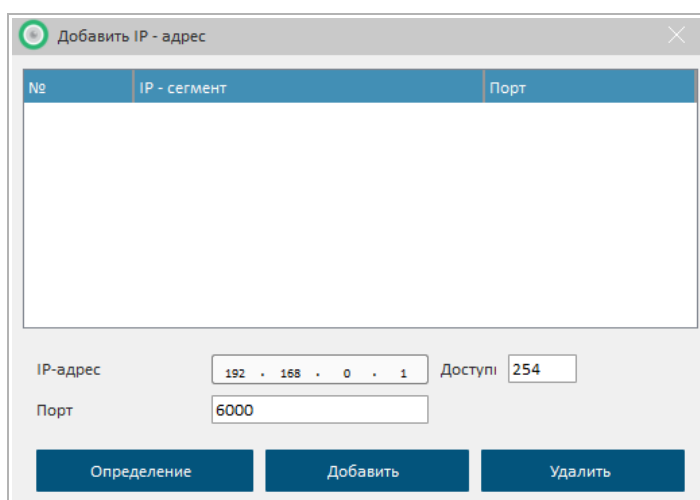 Добавить IP - адрес
№ IP - сегмент Порт
IP-адрес 192 . 168 . 0 . 1 Доступ 254
Порт 6000
Определение Добавить Удалить